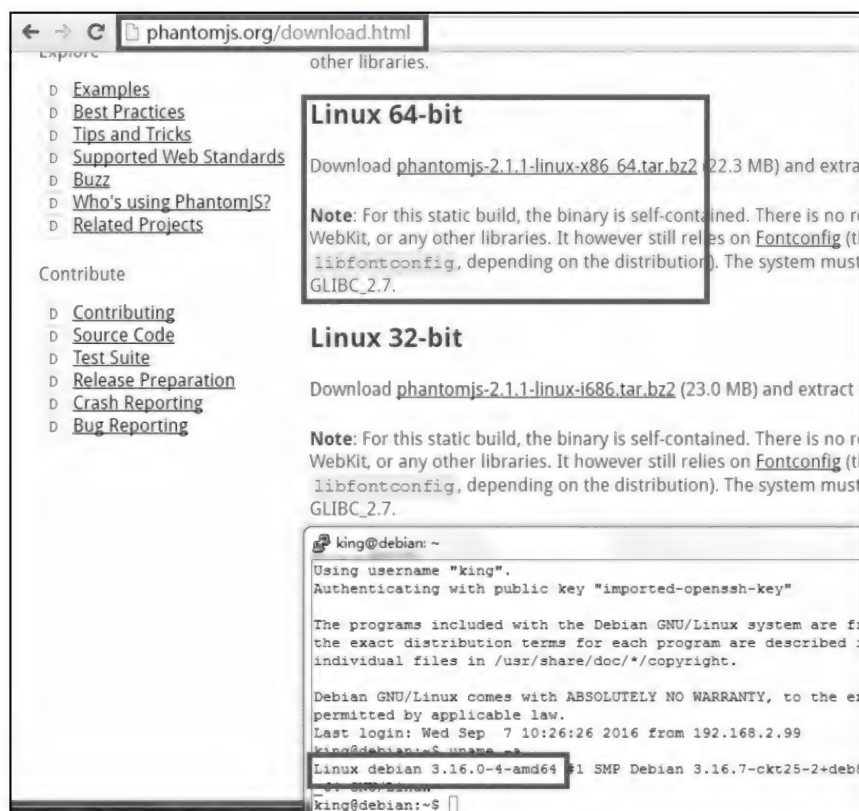 phantomjs.org/download.html
Explore
Examples
Best Practices
Tips and Tricks
Supported Web Standards
Buzz
Who's using PhantomJS?
Related Projects
Contribute
Contributing
Source Code
Test Suite
Release Preparation
Crash Reporting
Bug Reporting
other libraries.
Linux 64-bit
Download phantomjs-2.1.1-linux-x86_64.tar.bz2 (22.3 MB) and extra
Note: For this static build, the binary is self-contained. There is no re
WebKit, or any other libraries. It however still relies on Fontconfig (t
libfontconfig, depending on the distribution). The system must
GLIBC_2.7.
Linux 32-bit
Download phantomjs-2.1.1-linux-i686.tar.bz2 (23.0 MB) and extract
Note: For this static build, the binary is self-contained. There is no re
WebKit, or any other libraries. It however still relies on Fontconfig (t
libfontconfig, depending on the distribution). The system must
GLIBC_2.7.
king@debian: ~
Using username "king".
Authenticating with public key "imported-openssh-key"
The programs included with the Debian GNU/Linux system are f
the exact distribution terms for each program are described
individual files in /usr/share/doc/*/copyright.
Debian GNU/Linux comes with ABSOLUTELY NO WARRANTY, to the ex
permitted by applicable law.
Last login: Wed Sep 7 10:26:26 2016 from 192.168.2.99
king@debian:~$ uname -a
Linux debian 3.16.0-4-amd64 #1 SMP Debian 3.16.7-ckt25-2+deb8
_64 GNU/Linux
king@debian:~$